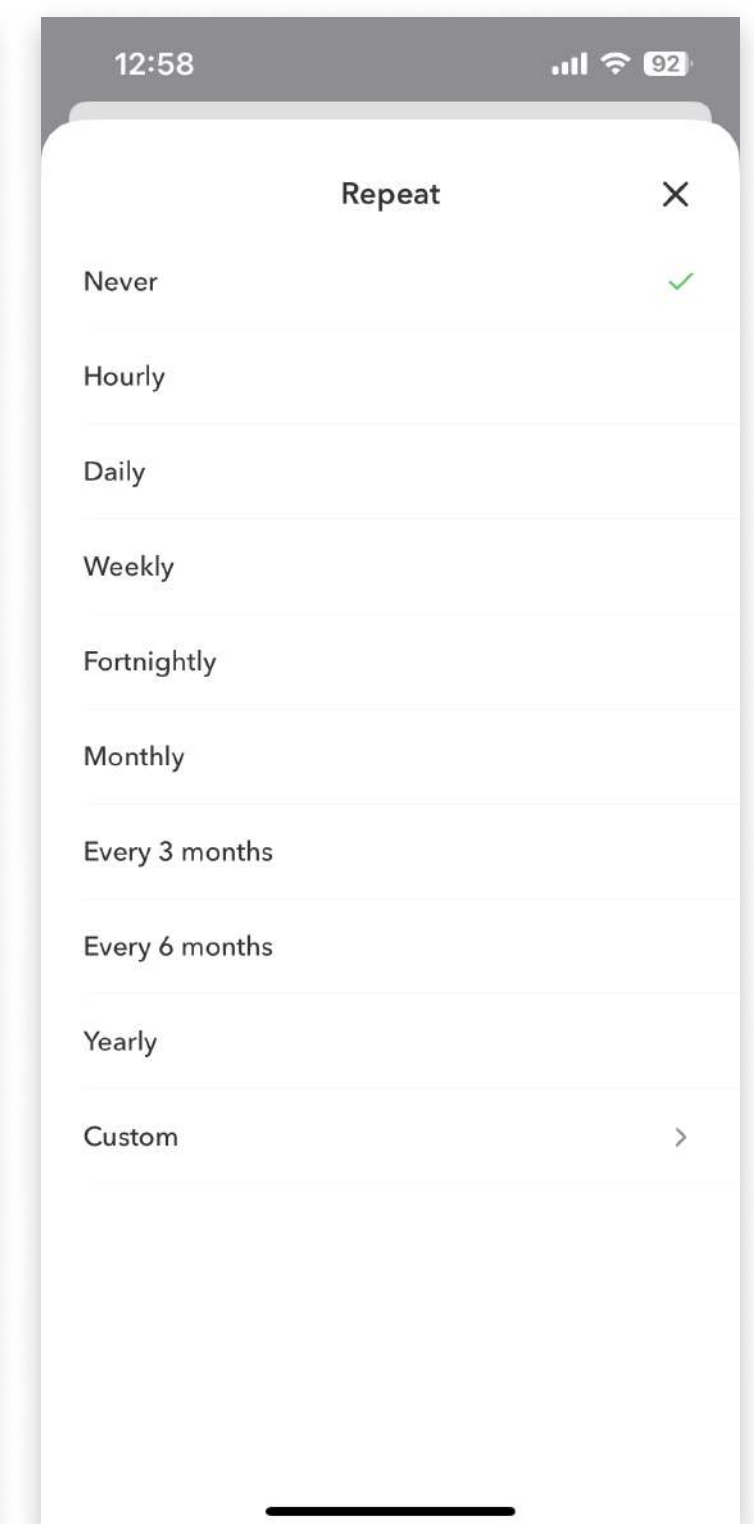 12:58
92
Repeat
Never
Hourly
Daily
Weekly
Fortnightly
Monthly
Every 3 months
Every 6 months
Yearly
Custom